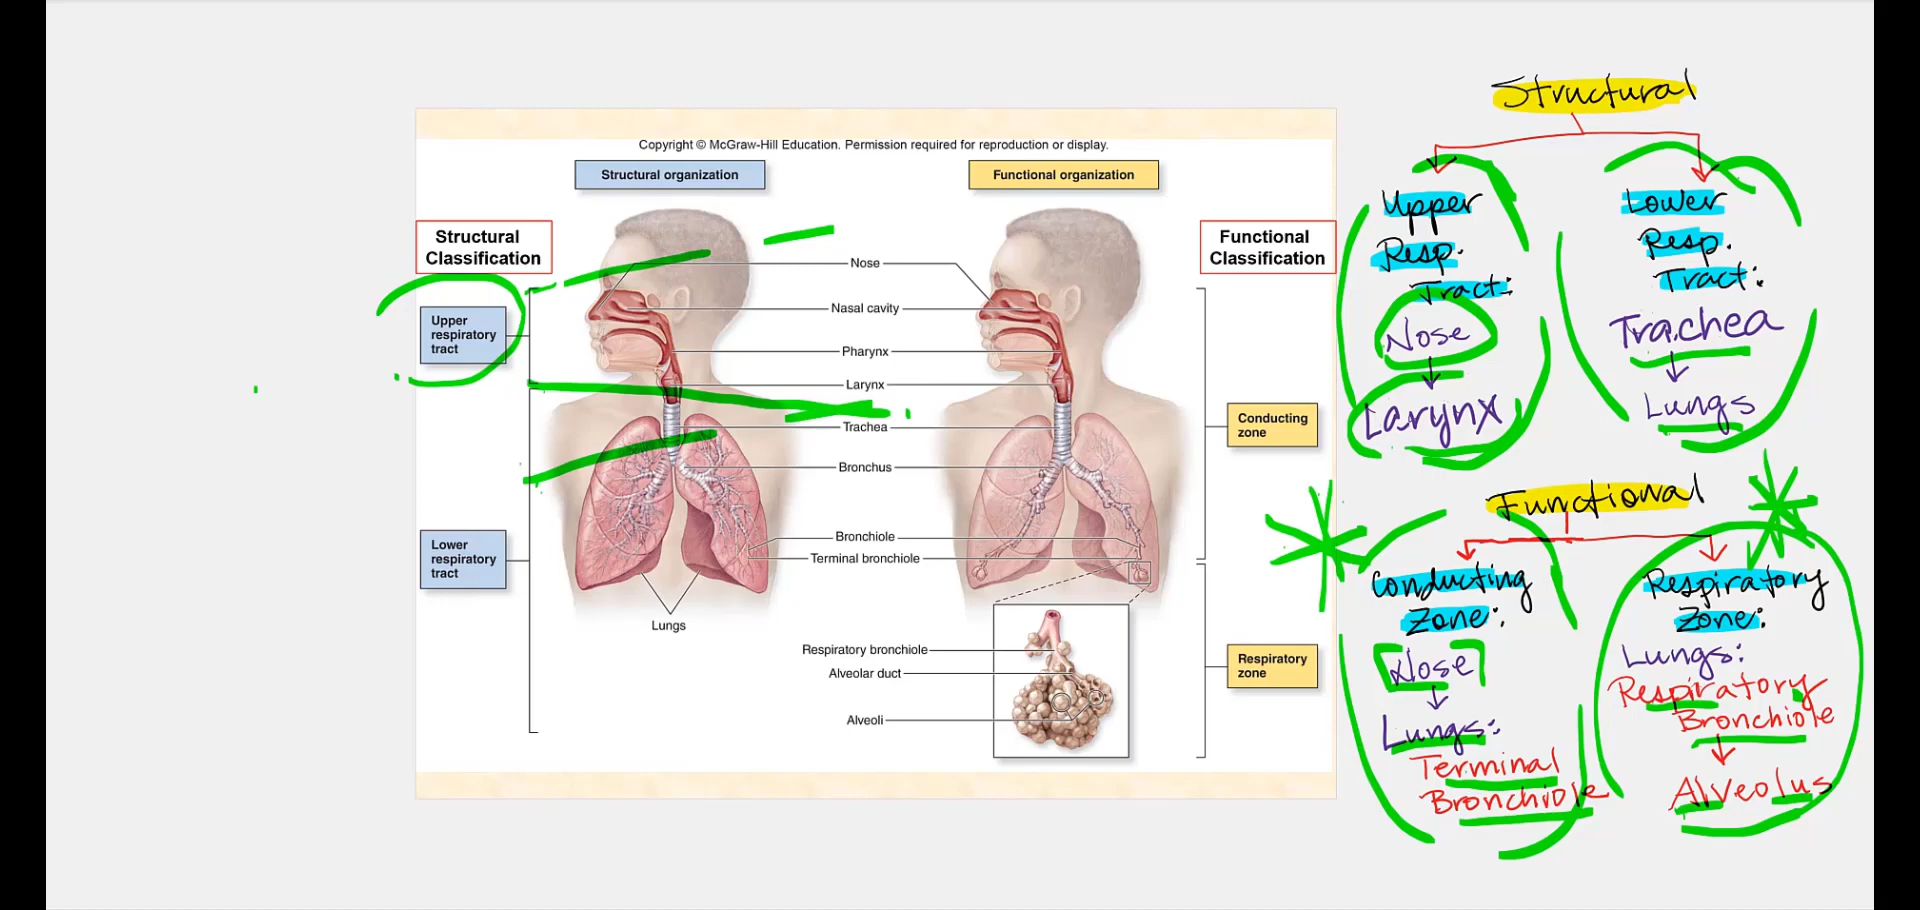 Copyright © McGraw-Hill Education. Permission required for reproduction or display.
Structural organization
Functional organization
Structural
Classification
Functional
Classification
Upper
respiratory
tract
Lower
respiratory
tract
Nose
Nasal cavity
Pharynx
Larynx
Trachea
Bronchus
Bronchiole
Terminal bronchiole
Lungs
Respiratory bronchiole
Alveolar duct
Alveoli
Conducting
zone
Respiratory
zone
Structural
Upper
Resp.
Tract:
Nose
Larynx
Lower
Resp.
Tract:
Trachea
Lungs
Functional
Conducting
Zone:
Nose
Lungs:
Terminal
Bronchiole
Respiratory
Zone:
Lungs:
Respiratory
Bronchiole
Alveolus